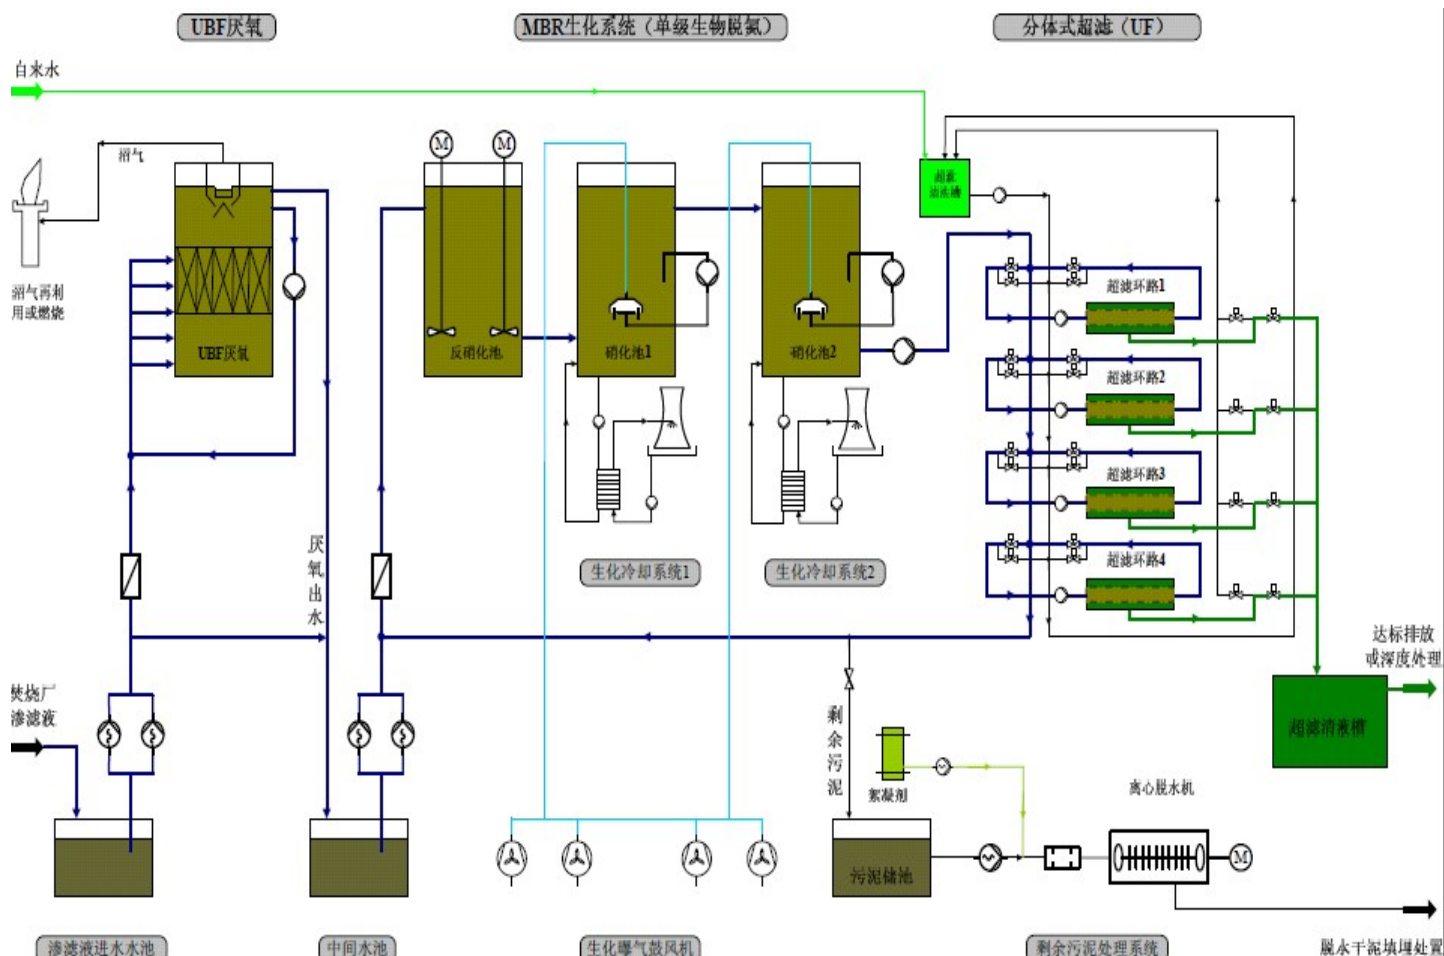 UBF厌氧
MBR生化系统（单级生物脱氮）
分体式超滤（UF）
自来水
沼气
M
M
超滤
清洗槽
沼气再利
用或燃烧
UBF厌氧
反硝化池
硝化池1
硝化池2
超滤环路1
超滤环路2
超滤环路3
超滤环路4
厌
氧
出
水
生化冷却系统1
生化冷却系统2
达标排放
或深度处理
焚烧厂
渗滤液
剩
余
污
泥
絮凝剂
超滤清液槽
离心脱水机
污泥储池
M
渗滤液进水水池
中间水池
生化曝气鼓风机
剩余污泥处理系统
脱水干泥填埋处置